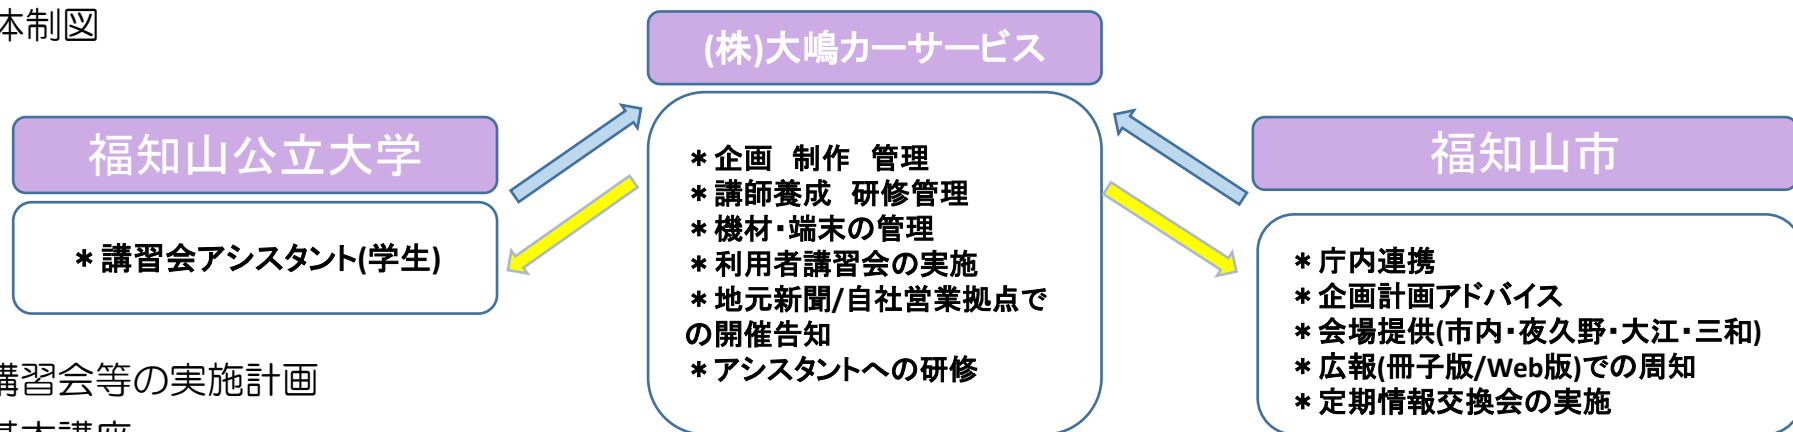 体制図
(株)大嶋カーサービス
福知山公立大学
＊講習会アシスタント(学生)
＊企画　制作　管理
＊講師養成　研修管理
＊機材・端末の管理
＊利用者講習会の実施
＊地元新聞/自社営業拠点で
の開催告知
＊アシスタントへの研修
福知山市
＊庁内連携
＊企画計画アドバイス
＊会場提供(市内・夜久野・大江・三和)
＊広報(冊子版/Web版)での周知
＊定期情報交換会の実施
講習会等の実施計画
基本講座